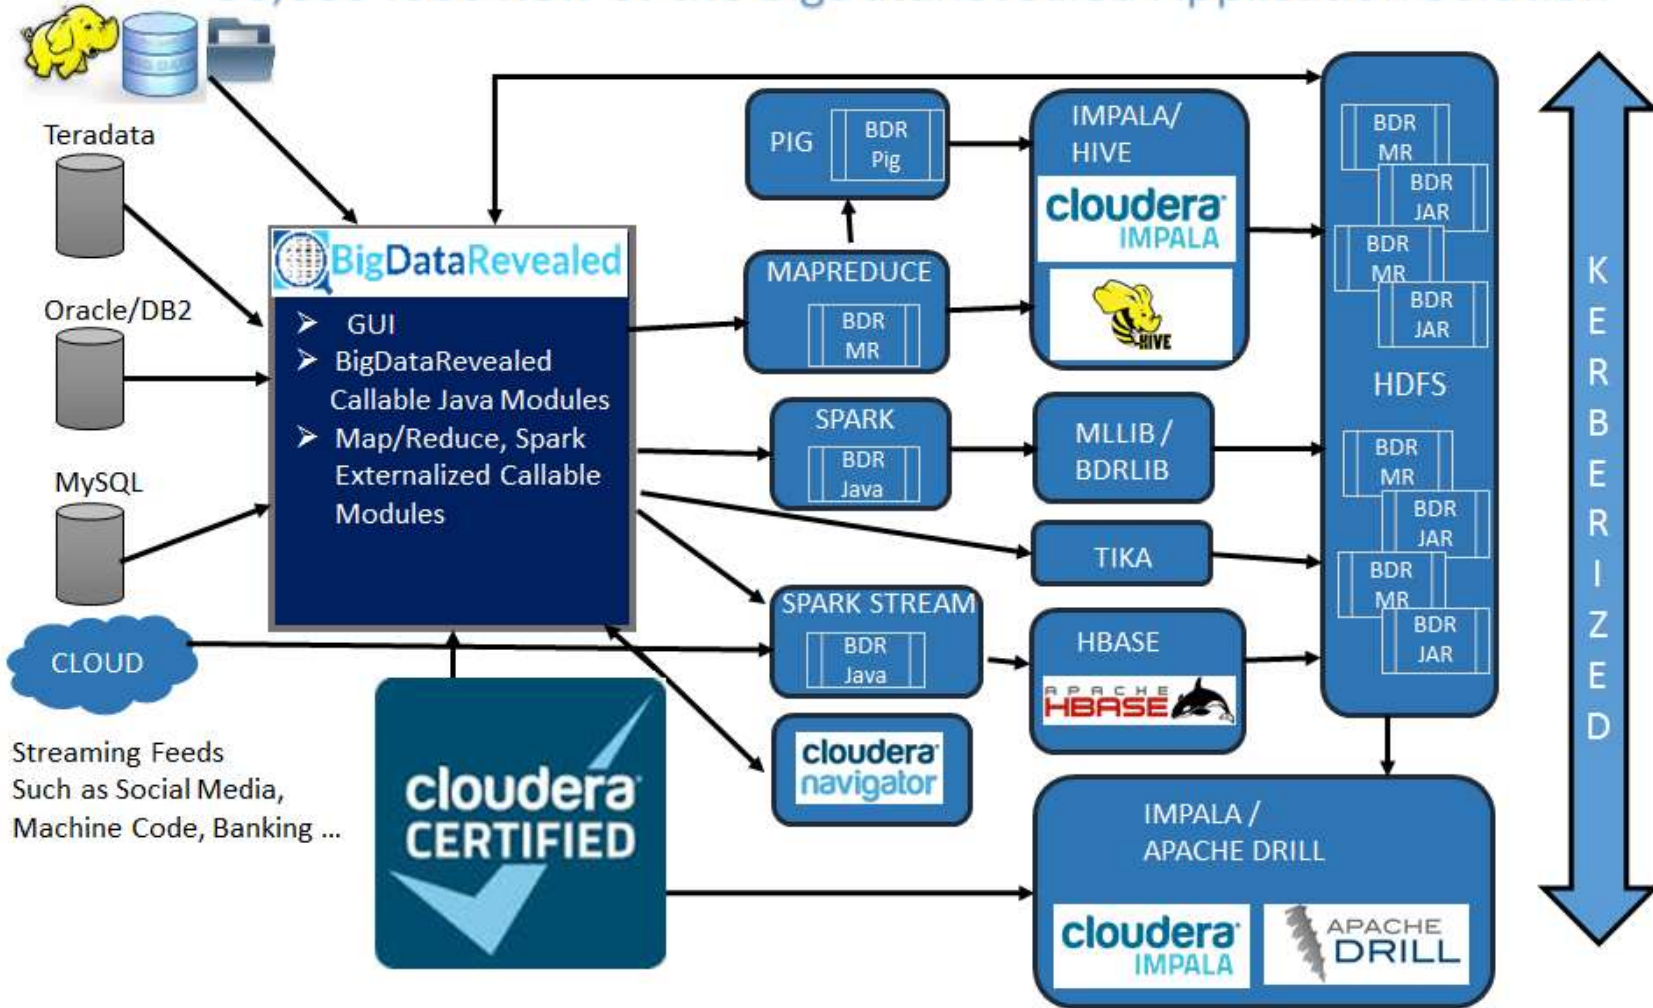 Teradata
Oracle/DB2
MySQL
CLOUD
Streaming Feeds
Such as Social Media,
Machine Code, Banking ...
BigDataRevealed
GUI
BigDataRevealed
Callable Java Modules
Map/Reduce, Spark
Externalized Callable
Modules
cloudera
CERTIFIED
PIG
BDR
Pig
MAPREDUCE
BDR
MR
SPARK
BDR
Java
SPARK STREAM
BDR
Java
cloudera
navigator
IMPALA/
HIVE
cloudera
IMPALA
HIVE
MLLIB /
BDRLIB
TIKA
HBASE
APACHE
HBASE
BDR
MR
BDR
JAR
BDR
MR
BDR
JAR
HDFS
BDR
MR
BDR
JAR
BDR
MR
BDR
JAR
IMPALA /
APACHE DRILL
cloudera
IMPALA
APACHE
DRILL
K
E
R
B
E
R
I
Z
E
D